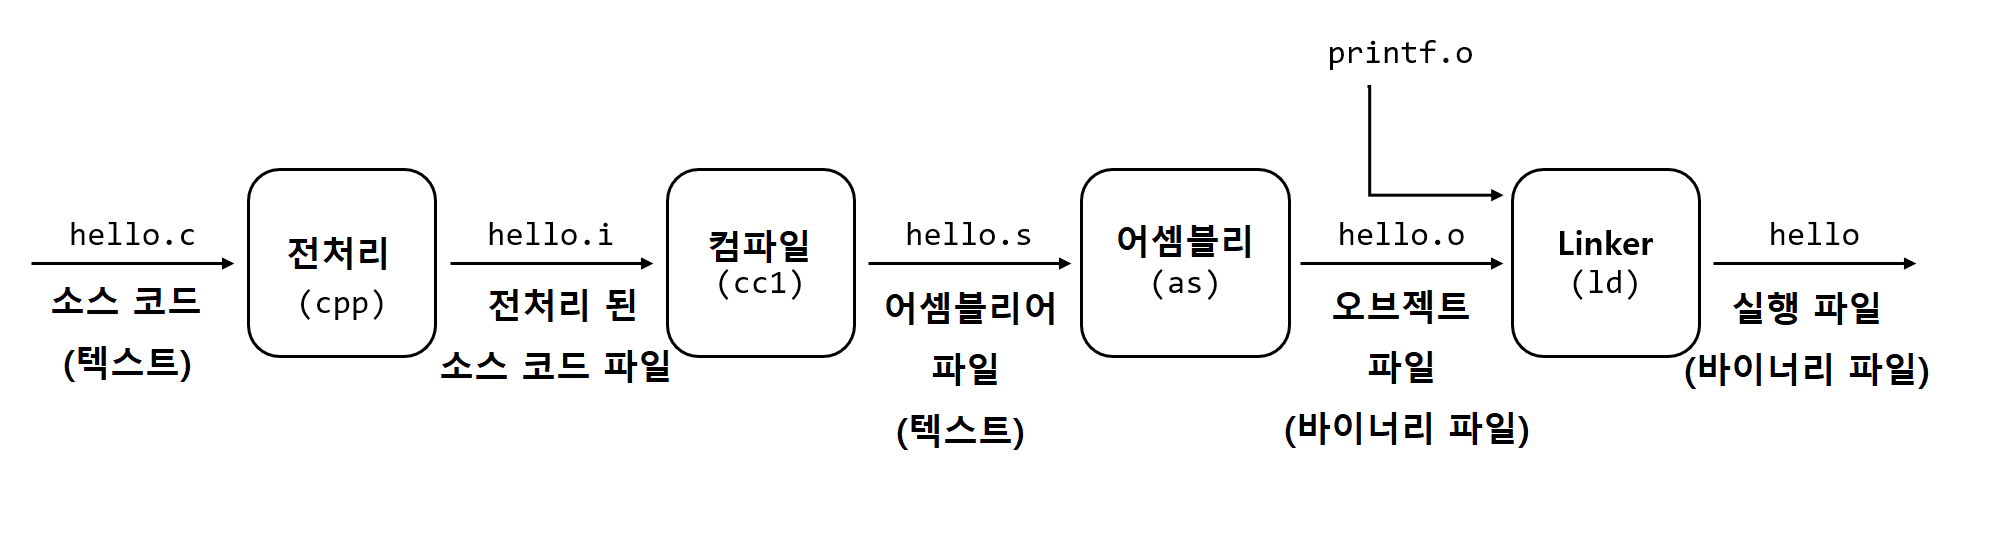 printf.o
hello.c
소스 코드
(텍스트)
전처리
(cpp)
hello.i
전처리 된
소스 코드 파일
컴파일
(cc1)
hello.s
어셈블리어
파일
(텍스트)
어셈블리
(as)
hello.o
오브젝트
파일
(바이너리 파일)
Linker
(ld)
hello
실행 파일
(바이너리 파일)